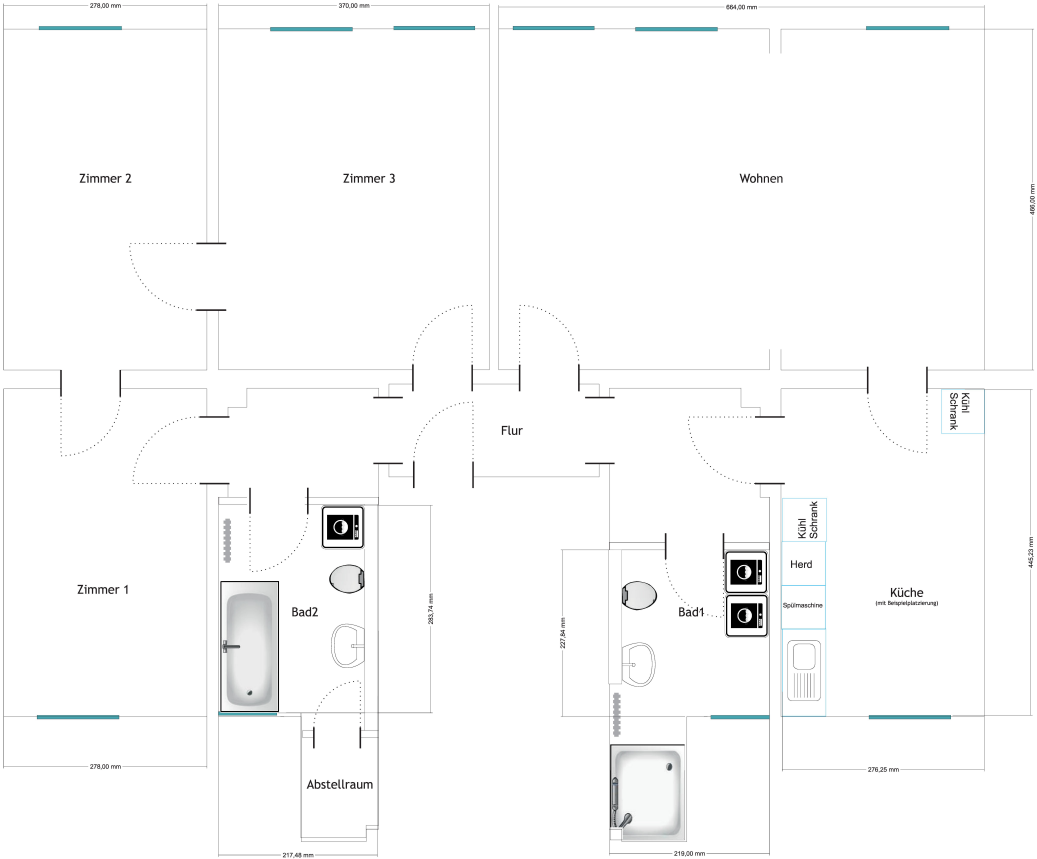 278,00 mm
370,00 mm
664,00 mm
Zimmer 2
Zimmer 3
Wohnen
466,00 mm
Kühl
Schrank
Flur
Kühl
Schrank
Herd
Spülmaschine
Küche
(mit Beispielplatzierung)
445,23 mm
Zimmer 1
Bad2
283,74 mm
227,84 mm
Bad1
278,00 mm
276,25 mm
Abstellraum
217,48 mm
219,00 mm